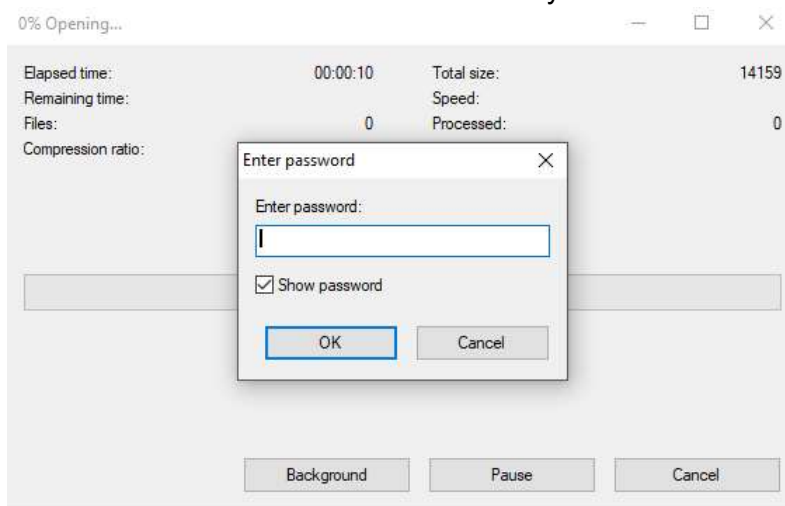 0% Opening...
Elapsed time: 00:00:10 Total size: 14159
Remaining time: Speed:
Files: 0 Processed: 0
Compression ratio:
Enter password
Enter password:
Show password
OK Cancel
Background Pause Cancel